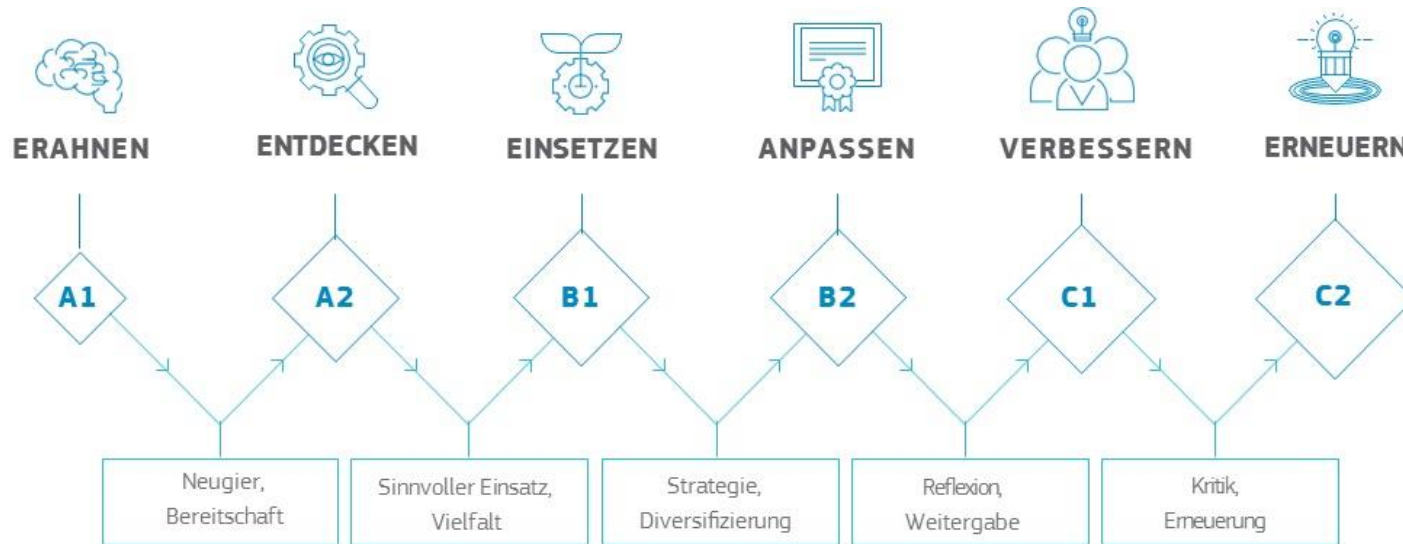 ERAHNEN
ENTDECKEN
EINSETZEN
ANPASSEN
VERBESSERN
ERNEUERN
A1
A2
B1
B2
C1
C2
Neugier,
Bereitschaft
Sinnvoller Einsatz,
Vielfalt
Strategie,
Diversifizierung
Reflexion,
Weitergabe
Kritik,
Erneuerung